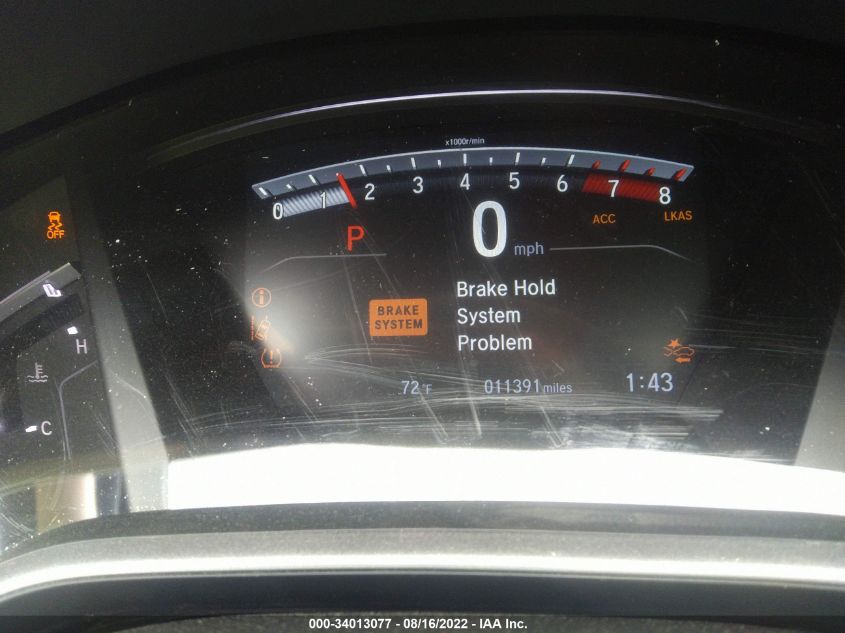 x1000r/min
0 1 2 3 4 5 6 7 8
OFF
P
0 mph
ACC
LKAS
BRAKE
SYSTEM
Brake Hold
System
Problem
H
C
72°F
011391 miles
1:43
000-34013077 - 08/16/2022 - IAA Inc.